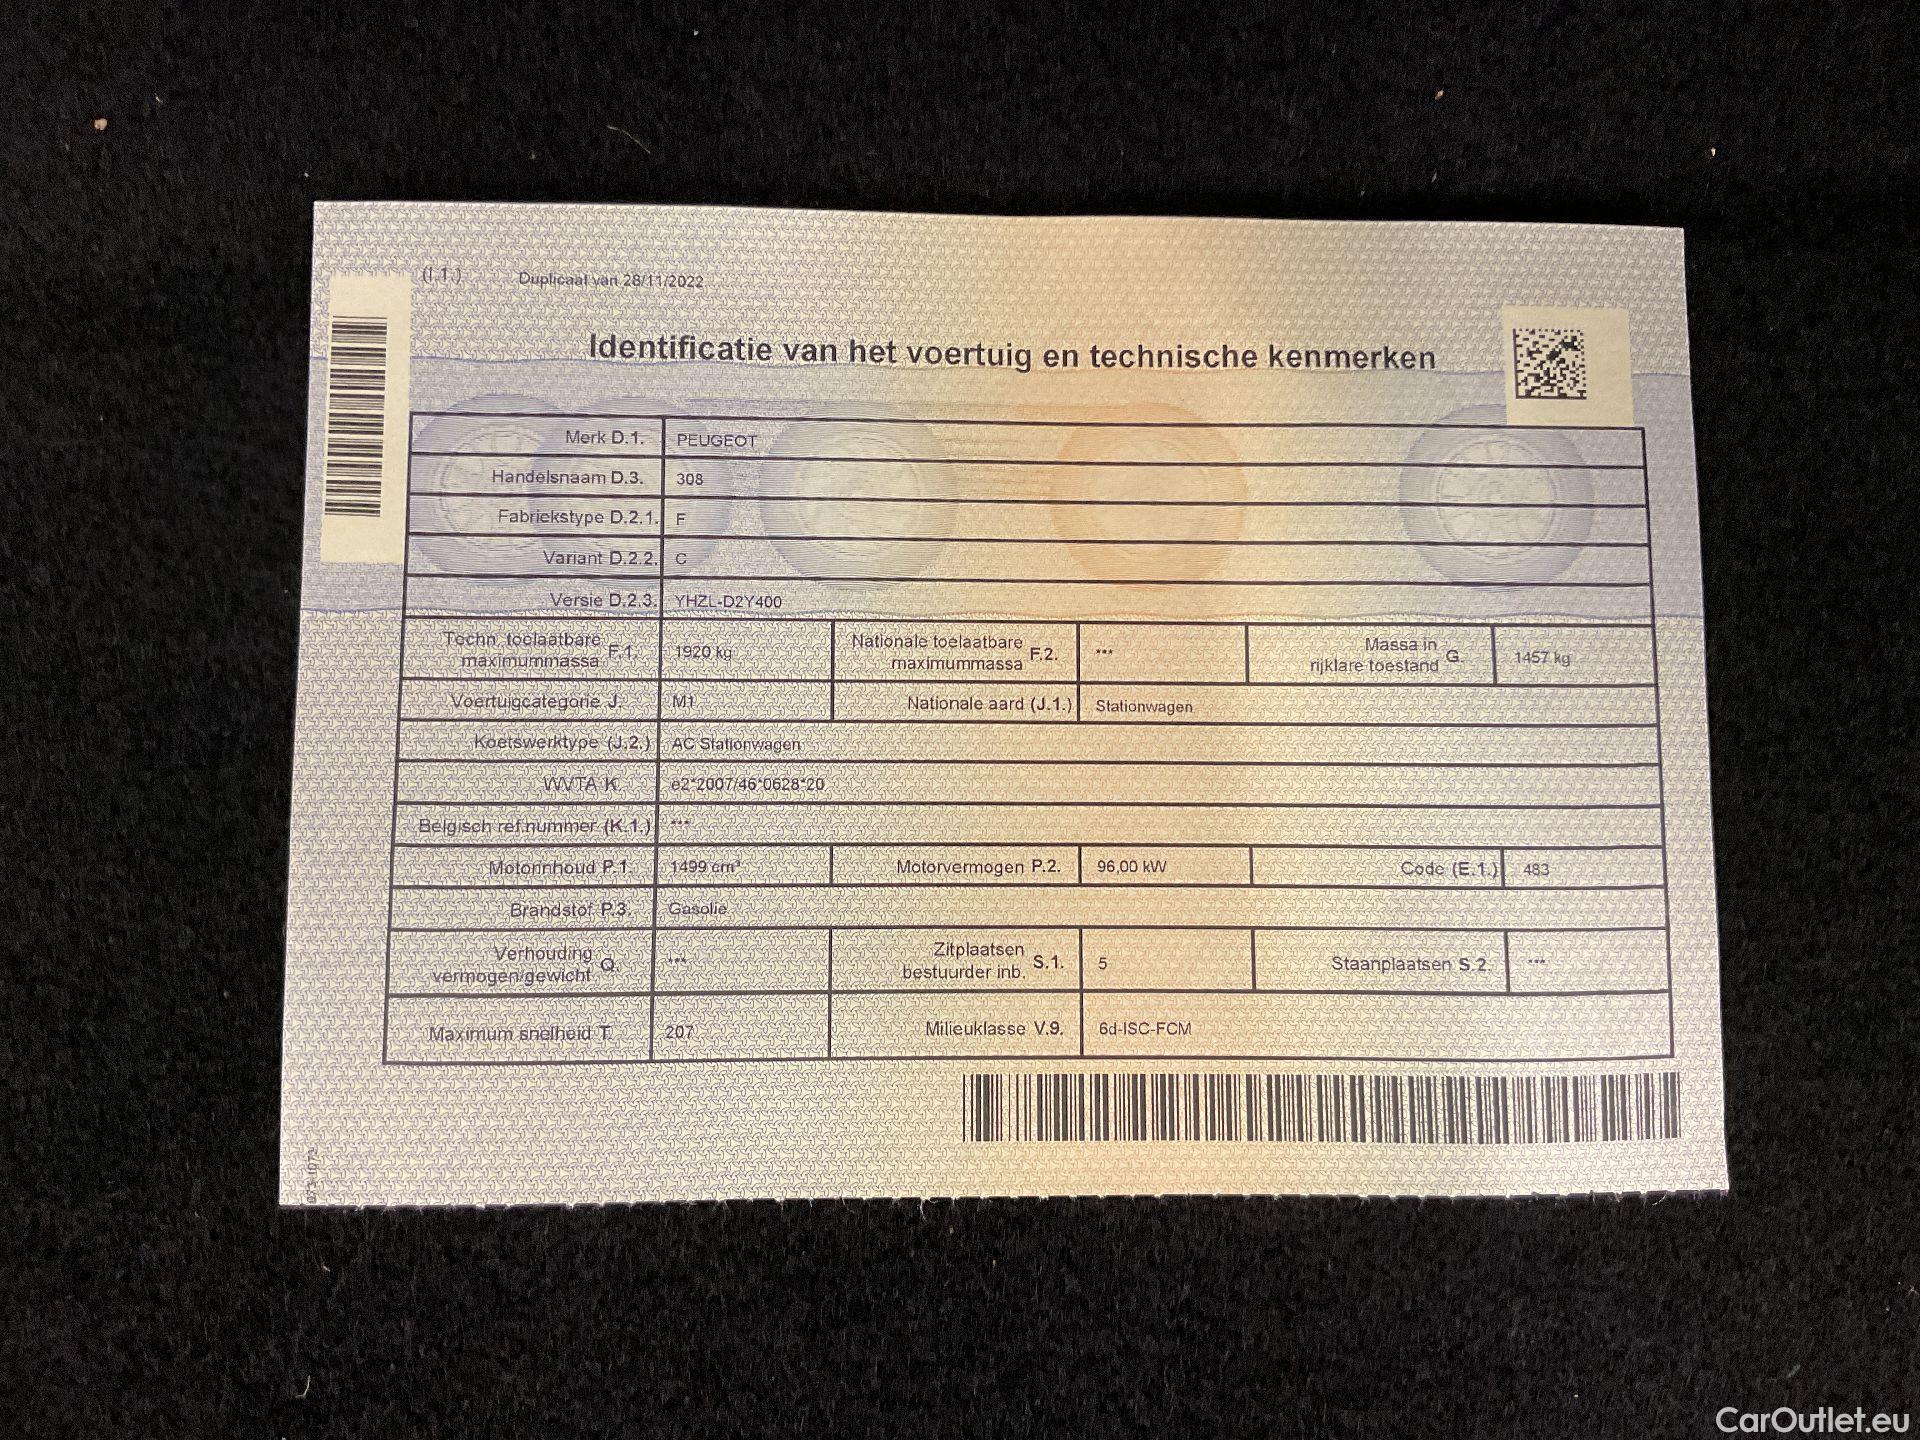 (I.1.) Duplicaat van 28/11/2022
Identificatie van het voertuig en technische kenmerken
Merk D.1. PEUGEOT
Handelsnaam D.3. 308
Fabriekstype D.2.1. F
Variant D.2.2. C
Versie D.2.3. YHZL-D2Y400
Techn. toelaatbare maximummassa F.1. 1920 kg Nationale toelaatbare maximummassa F.2. *** Massa in rijklare toestand G. 1457 kg
Voertuigcategorie J. M1 Nationale aard (J.1.) Stationwagen
Koetswerktype (J.2.) AC Stationwagen
WVTA K. e2*2007/46*0628*20
Belgisch ref.nummer (K.1.) ***
Motorinhoud P.1. 1499 cm³ Motorvermogen P.2. 96,00 kW Code (E.1.) 483
Brandstof P.3. Gasolie
Verhouding vermogen/gewicht Q. *** Zitplaatsen bestuurder inb. S.1. 5 Staanplaatsen S.2. ***
Maximum snelheid T. 207 Milieuklasse V.9. 6d-ISC-FCM
CarOutlet.eu